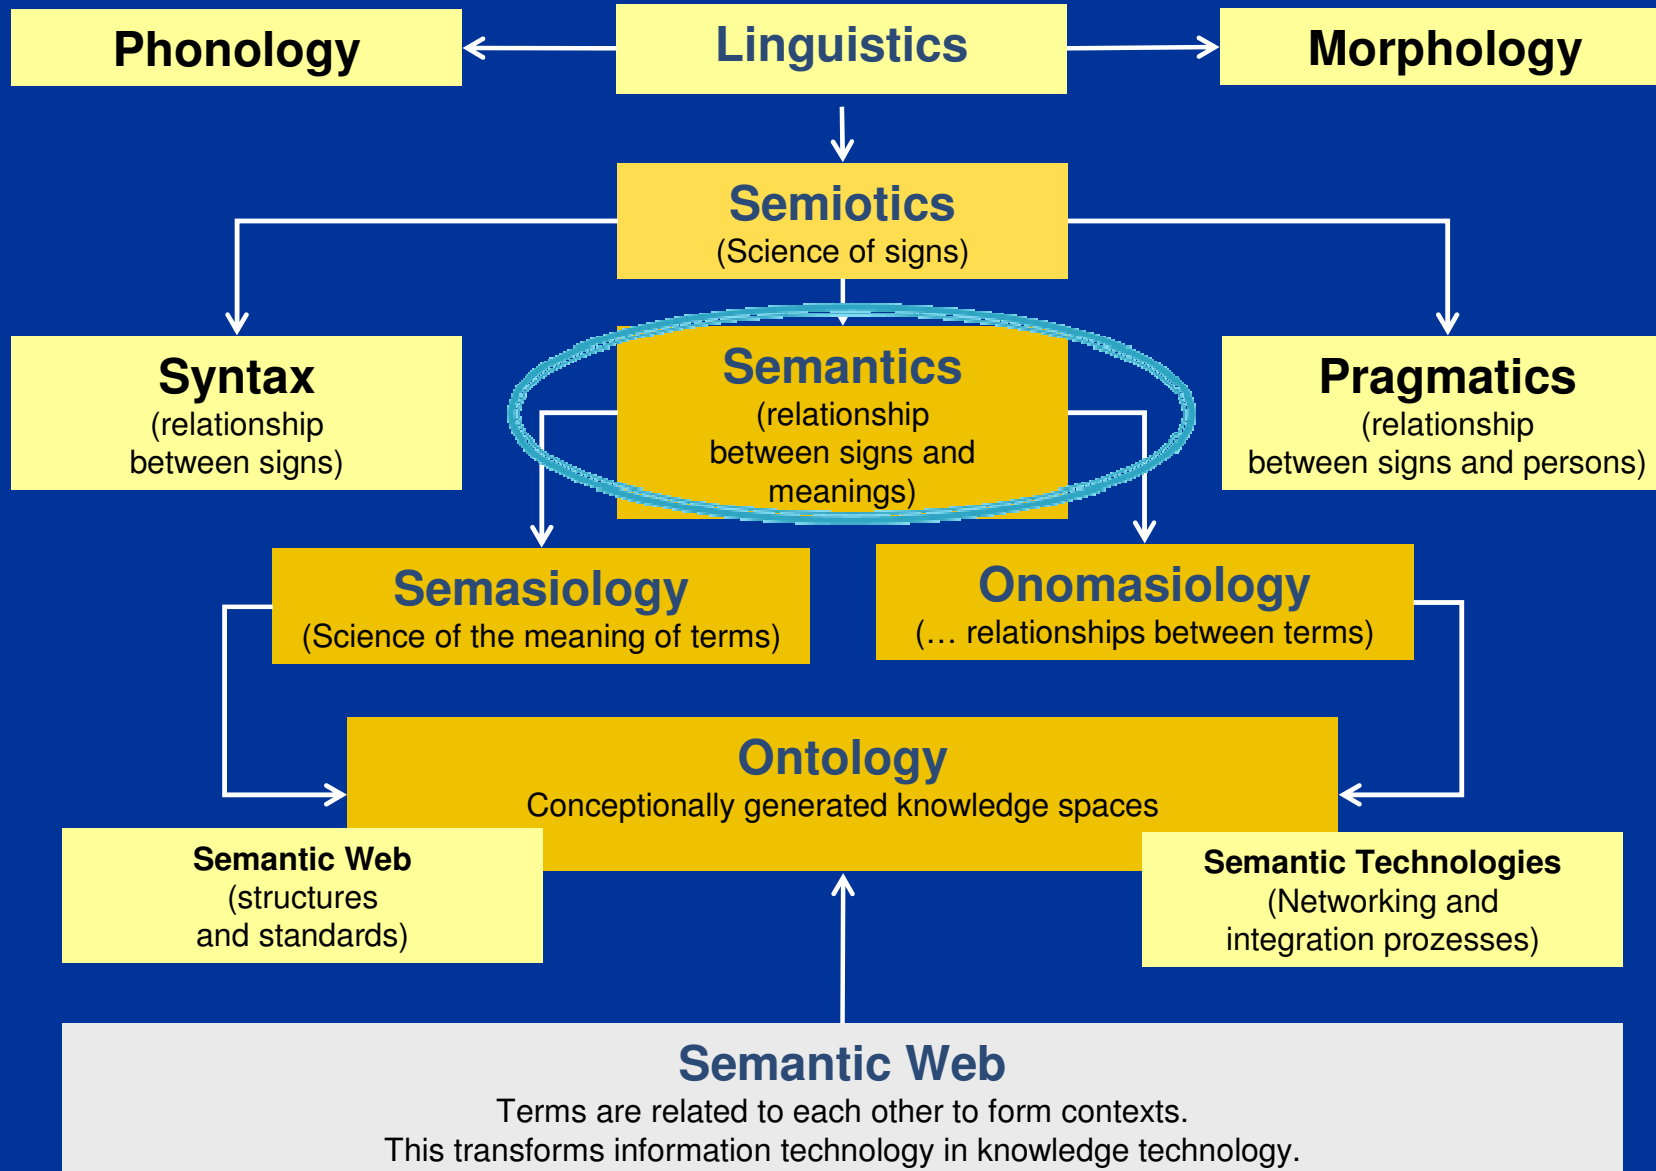 Phonology
Linguistics
Morphology
Semiotics
(Science of signs)
Syntax
(relationship
between signs)
Semantics
(relationship
between signs and
meanings)
Pragmatics
(relationship
between signs and persons)
Semasiology
(Science of the meaning of terms)
Onomasiology
(... relationships between terms)
Ontology
Conceptionally generated knowledge spaces
Semantic Web
(structures
and standards)
Semantic Technologies
(Networking and
integration prozesses)
Semantic Web
Terms are related to each other to form contexts.
This transforms information technology in knowledge technology.